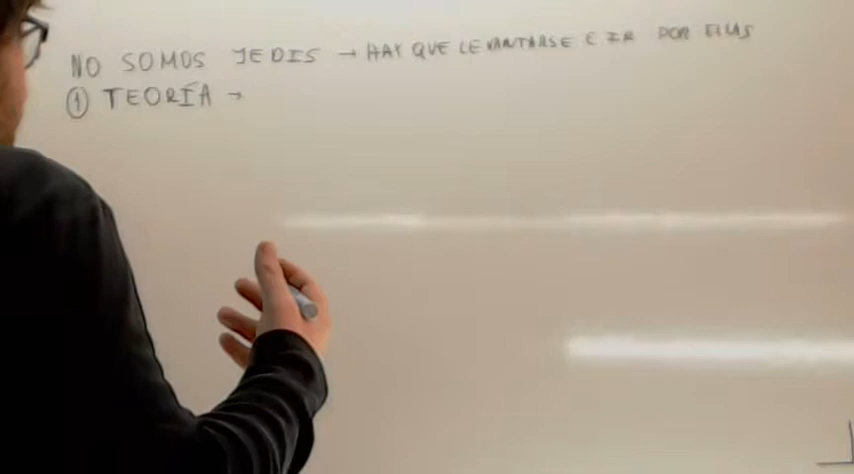 NO SOMOS JEDIS → HAY QUE LEVANTARSE E IR POR ELLAS
① TEORÍA →